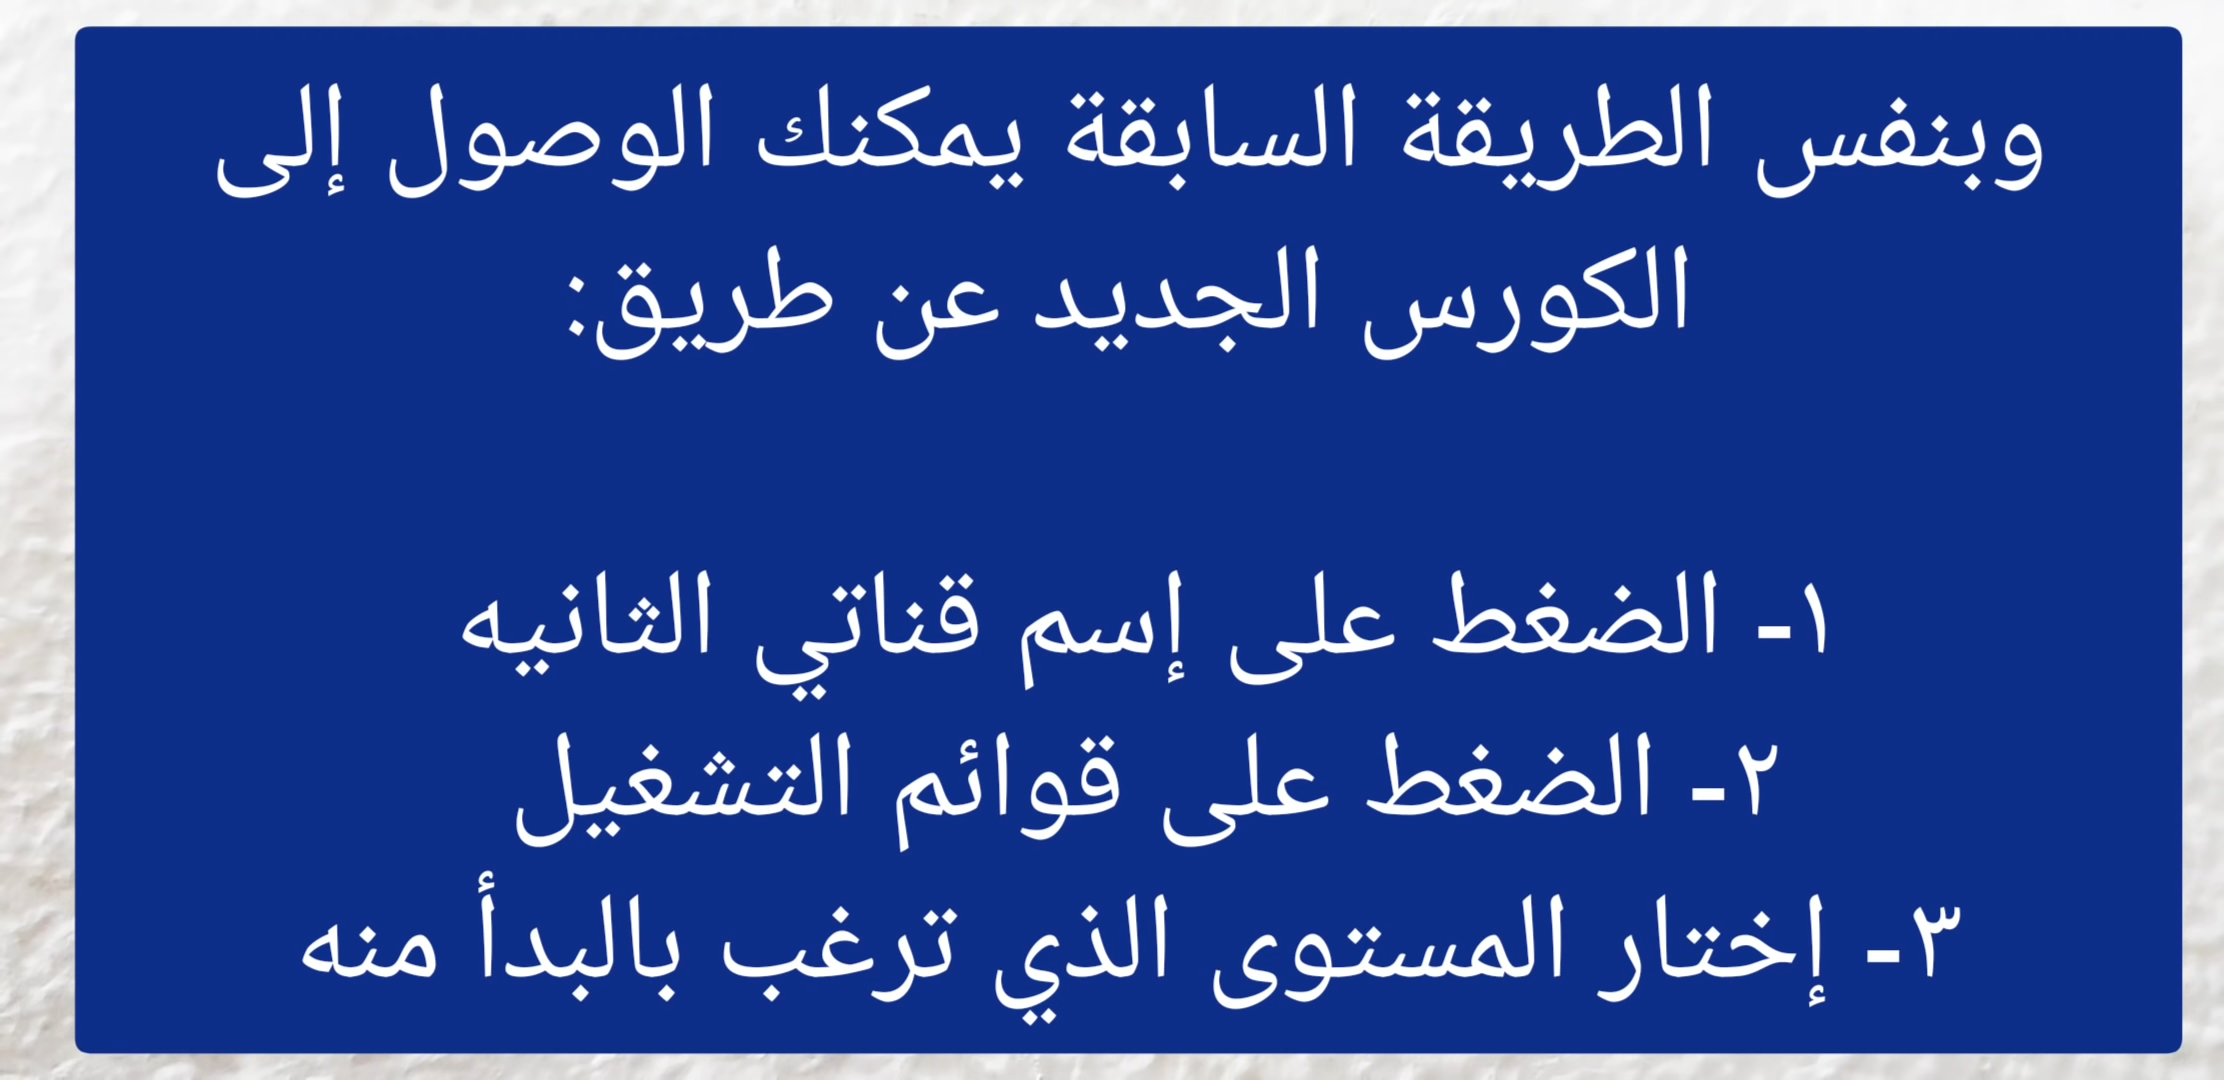 وبنفس الطريقة السابقة يمكنك الوصول إلى
الكورس الجديد عن طريق:
١- الضغط على إسم قناتي الثانيه
٢- الضغط على قوائم التشغيل
٣- إختار المستوى الذي ترغب بالبدأ منه